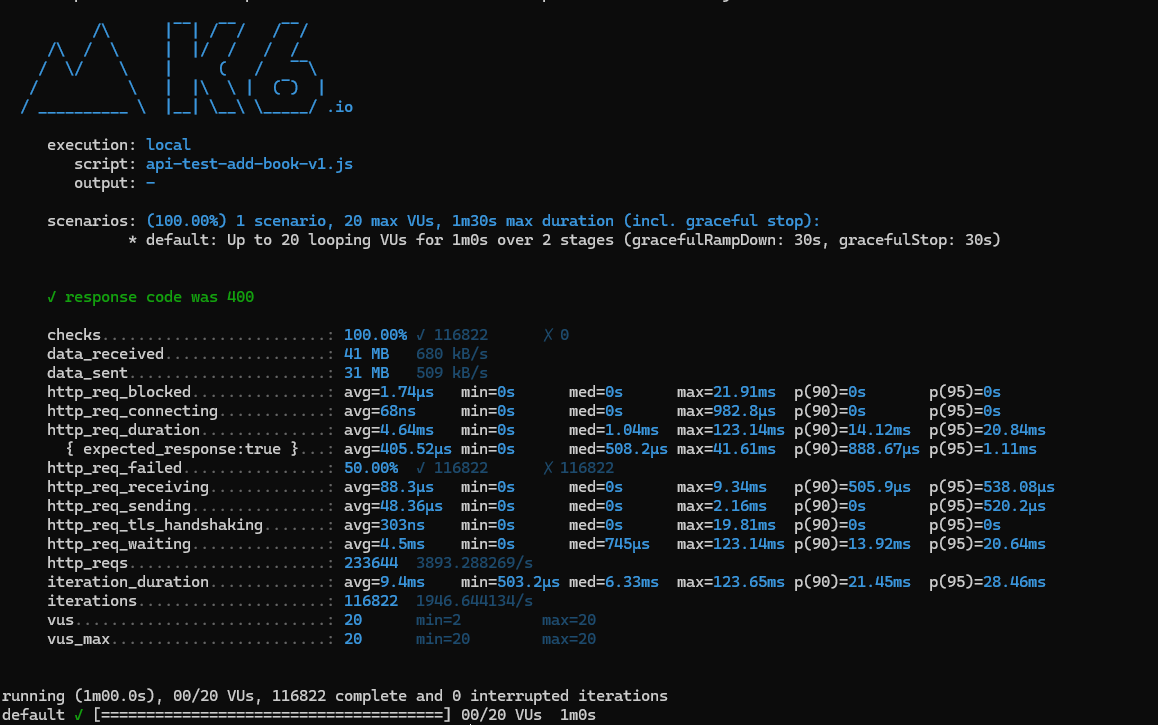 .io
execution: local
script: api-test-add-book-v1.js
output: -
scenarios: (100.00%) 1 scenario, 20 max VUs, 1m30s max duration (incl. graceful stop):
* default: Up to 20 looping VUs for 1m0s over 2 stages (gracefulRampDown: 30s, gracefulStop: 30s)
✓ response code was 400
checks.........................: 100.00% ✓ 116822 ✗ 0
data_received..................: 41 MB 680 kB/s
data_sent......................: 31 MB 509 kB/s
http_req_blocked...............: avg=1.74µs min=0s med=0s max=21.91ms p(90)=0s p(95)=0s
http_req_connecting............: avg=68ns min=0s med=0s max=982.8µs p(90)=0s p(95)=0s
http_req_duration..............: avg=4.64ms min=0s med=1.04ms max=123.14ms p(90)=14.12ms p(95)=20.84ms
{ expected_response:true }...: avg=405.52µs min=0s med=508.2µs max=41.61ms p(90)=888.67µs p(95)=1.11ms
http_req_failed................: 50.00% ✓ 116822 ✗ 116822
http_req_receiving.............: avg=88.3µs min=0s med=0s max=9.34ms p(90)=505.9µs p(95)=538.08µs
http_req_sending...............: avg=48.36µs min=0s med=0s max=2.16ms p(90)=0s p(95)=520.2µs
http_req_tls_handshaking.......: avg=303ns min=0s med=0s max=19.81ms p(90)=0s p(95)=0s
http_req_waiting...............: avg=4.5ms min=0s med=745µs max=123.14ms p(90)=13.92ms p(95)=20.64ms
http_reqs......................: 233644 3893.288269/s
iteration_duration.............: avg=9.4ms min=503.2µs med=6.33ms max=123.65ms p(90)=21.45ms p(95)=28.46ms
iterations.....................: 116822 1946.644134/s
vus............................: 20 min=2 max=20
vus_max........................: 20 min=20 max=20
running (1m00.0s), 00/20 VUs, 116822 complete and 0 interrupted iterations
default ✓ [======================================] 00/20 VUs 1m0s